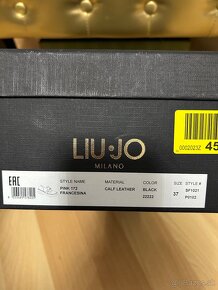 LIU·JO
MILANO
0002023Z
45
EAC
STYLE NAME
MATERIAL
COLOR
SIZE
STYLE #
PINK 172
CALF LEATHER
BLACK
37
SF1021
FRANCESINA
22222
P0102